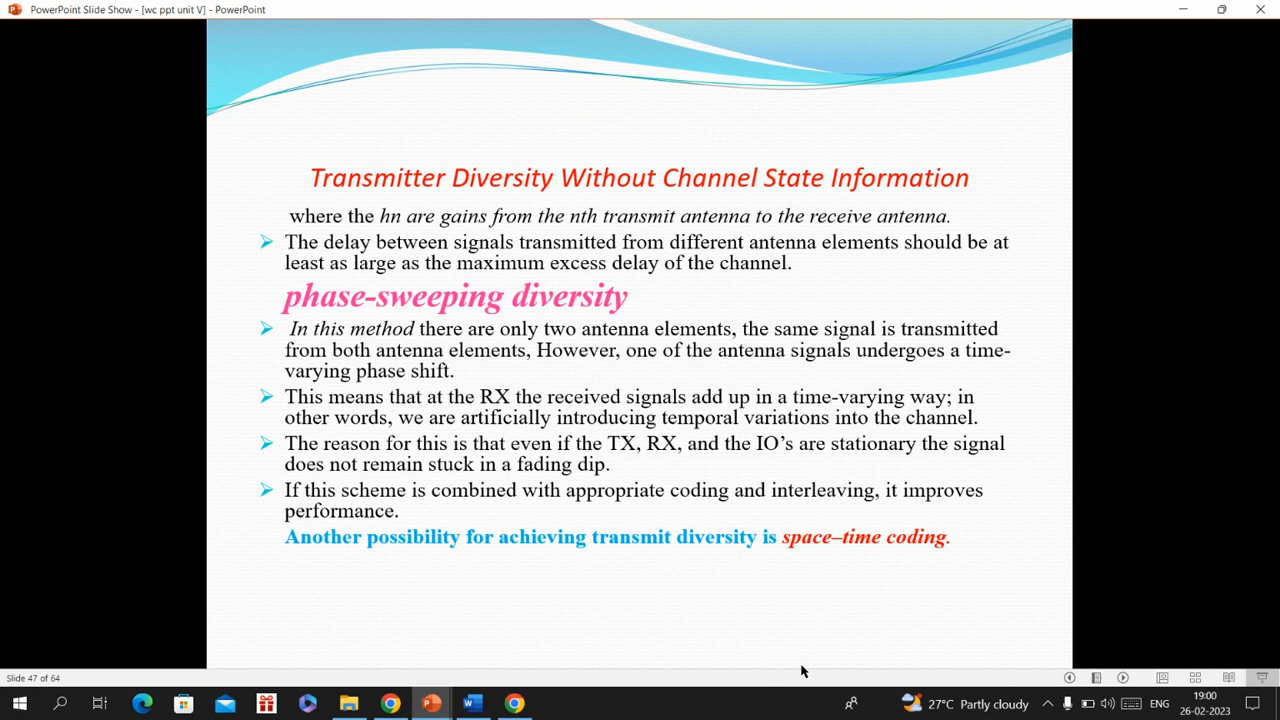 PowerPoint Slide Show - [wc ppt unit V] - PowerPoint
Transmitter Diversity Without Channel State Information
where the hn are gains from the nth transmit antenna to the receive antenna.
The delay between signals transmitted from different antenna elements should be at
least as large as the maximum excess delay of the channel.
phase-sweeping diversity
In this method there are only two antenna elements, the same signal is transmitted
from both antenna elements, However, one of the antenna signals undergoes a time-
varying phase shift.
This means that at the RX the received signals add up in a time-varying way; in
other words, we are artificially introducing temporal variations into the channel.
The reason for this is that even if the TX, RX, and the IO's are stationary the signal
does not remain stuck in a fading dip.
If this scheme is combined with appropriate coding and interleaving, it improves
performance.
Another possibility for achieving transmit diversity is space–time coding.
Slide 47 of 64
27°C Partly cloudy
ENG
19:00
26-02-2023